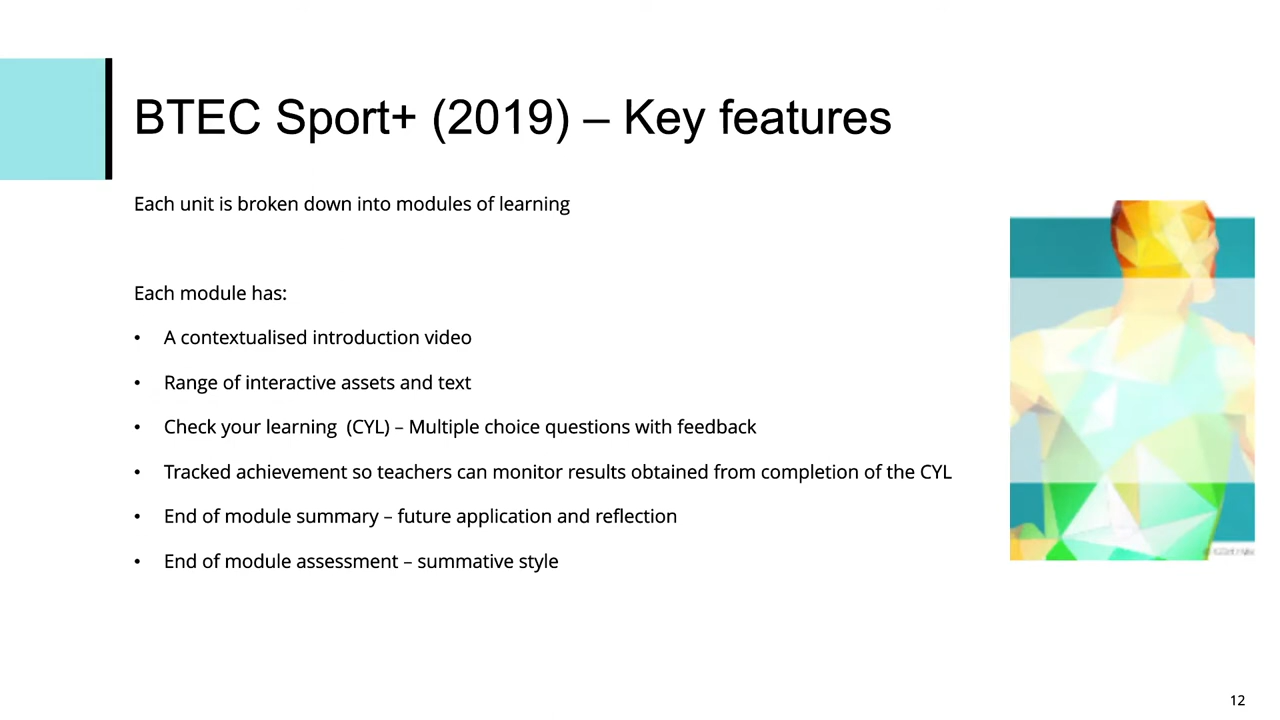 BTEC Sport+ (2019) – Key features
Each unit is broken down into modules of learning
Each module has:
• A contextualised introduction video
• Range of interactive assets and text
• Check your learning  (CYL) – Multiple choice questions with feedback
• Tracked achievement so teachers can monitor results obtained from completion of the CYL
• End of module summary – future application and reflection
• End of module assessment – summative style
12